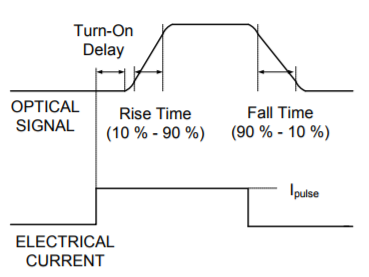 Turn-On
Delay
OPTICAL
SIGNAL
Rise Time
(10 % - 90 %)
Fall Time
(90 % - 10 %)
Ipulse
ELECTRICAL
CURRENT